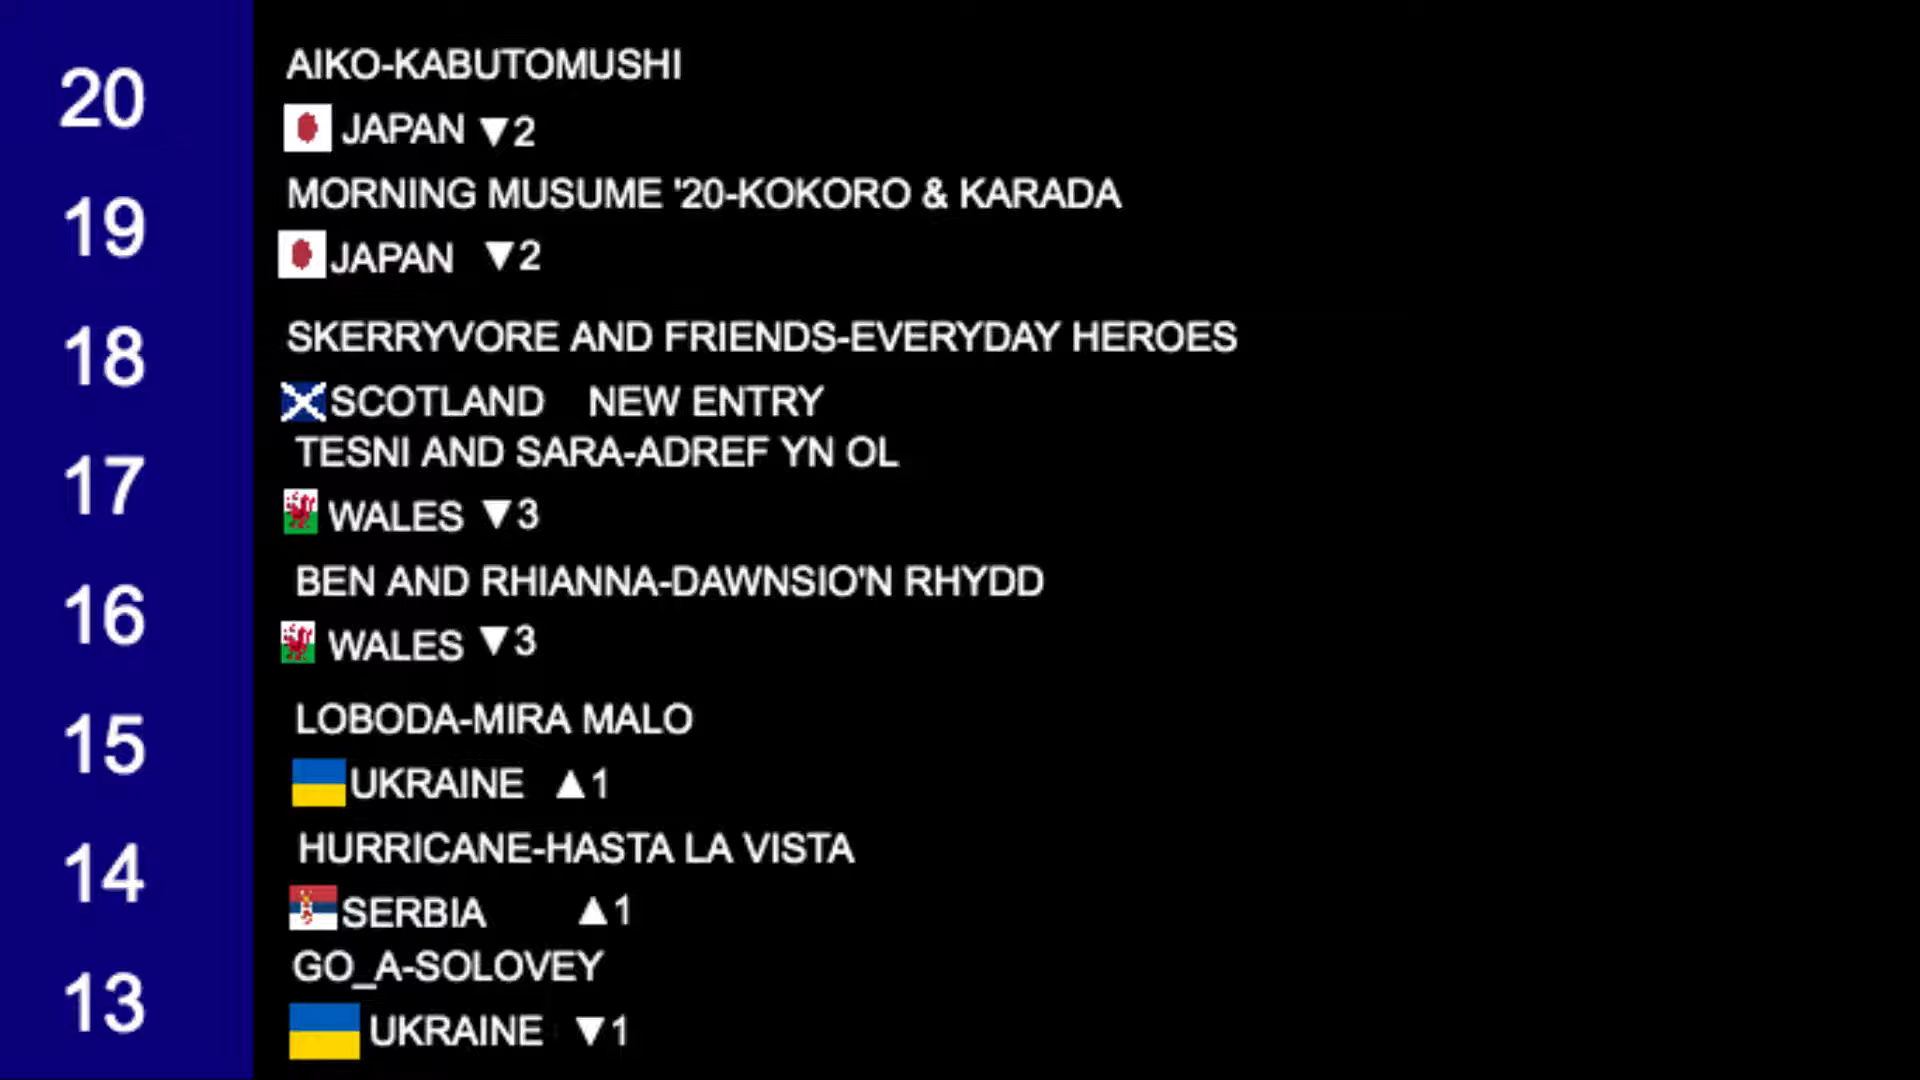 20
AIKO-KABUTOMUSHI
JAPAN ▼2
19
MORNING MUSUME '20-KOKORO & KARADA
JAPAN ▼2
18
SKERRYVORE AND FRIENDS-EVERYDAY HEROES
SCOTLAND NEW ENTRY
17
TESNI AND SARA-ADREF YN OL
WALES ▼3
16
BEN AND RHIANNA-DAWNSIO'N RHYDD
WALES ▼3
15
LOBODA-MIRA MALO
UKRAINE ▲1
14
HURRICANE-HASTA LA VISTA
SERBIA ▲1
13
GO_A-SOLOVEY
UKRAINE ▼1